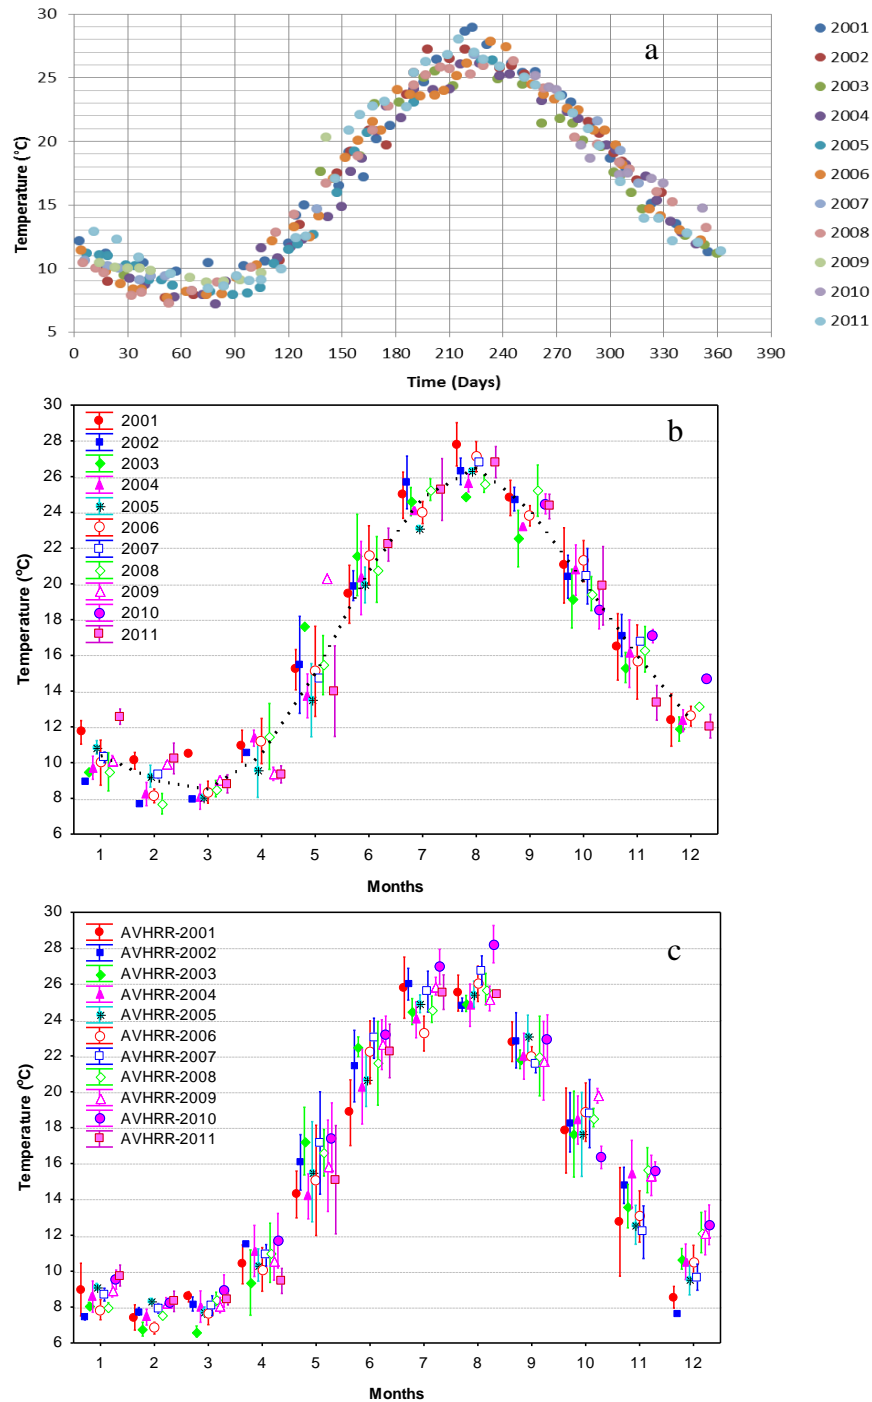 30
25
20
15
10
5
Temperature (°C)
a
0 30 60 90 120 150 180 210 240 270 300 330 360 390
Time (Days)
2001
2002
2003
2004
2005
2006
2007
2008
2009
2010
2011
30
28
26
24
22
20
18
16
14
12
10
8
6
Temperature (°C)
b
2001
2002
2003
2004
2005
2006
2007
2008
2009
2010
2011
1 2 3 4 5 6 7 8 9 10 11 12
Months
30
28
26
24
22
20
18
16
14
12
10
8
6
Temperature (°C)
c
AVHRR-2001
AVHRR-2002
AVHRR-2003
AVHRR-2004
AVHRR-2005
AVHRR-2006
AVHRR-2007
AVHRR-2008
AVHRR-2009
AVHRR-2010
AVHRR-2011
1 2 3 4 5 6 7 8 9 10 11 12
Months